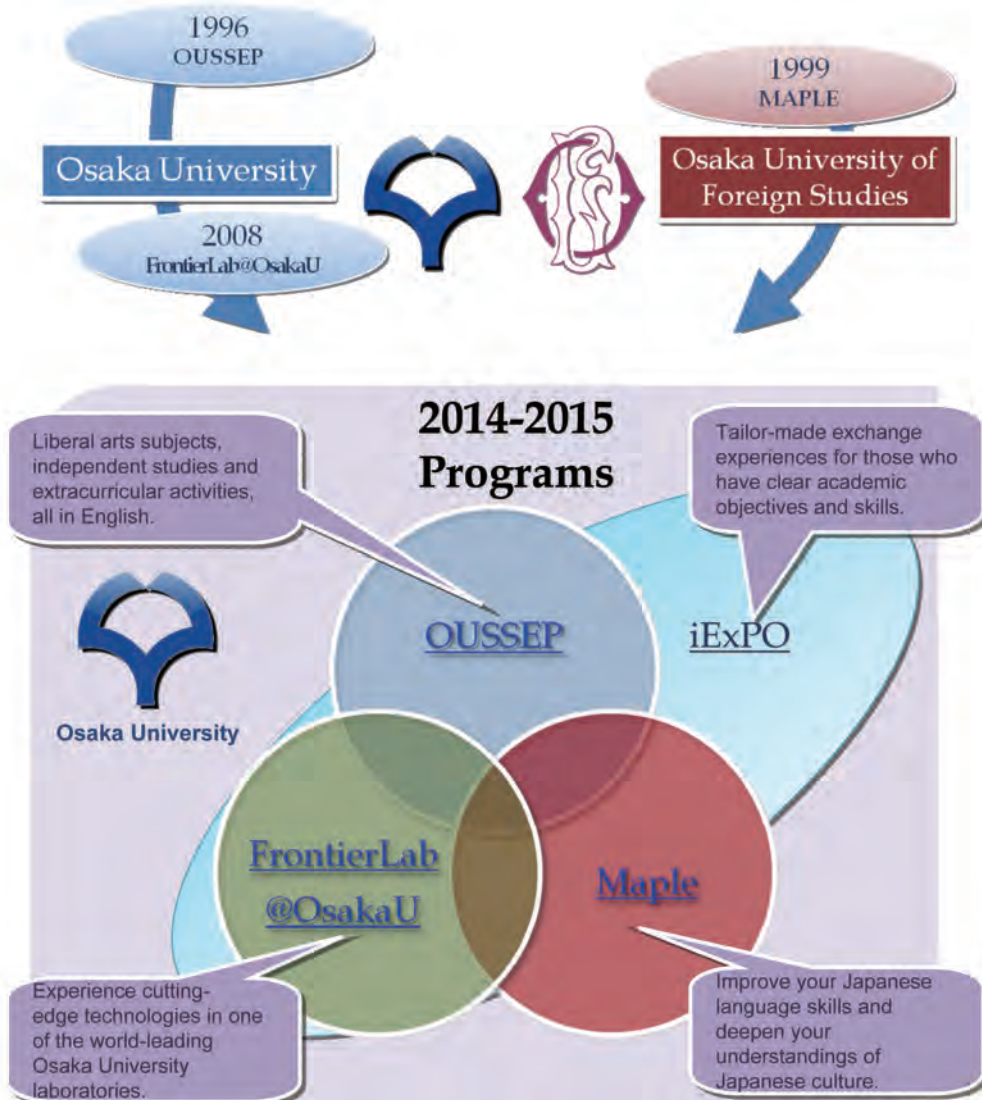 1996
OUSSEP
Osaka University
2008
FrontierLab@OsakaU
1999
MAPLE
Osaka University of
Foreign Studies
2014-2015
Programs
Liberal arts subjects,
independent studies and
extracurricular activities,
all in English.
Tailor-made exchange
experiences for those who
have clear academic
objectives and skills.
Osaka University
OUSSEP
iExPO
FrontierLab
@OsakaU
Maple
Experience cutting-
edge technologies in one
of the world-leading
Osaka University
laboratories.
Improve your Japanese
language skills and
deepen your
understandings of
Japanese culture.